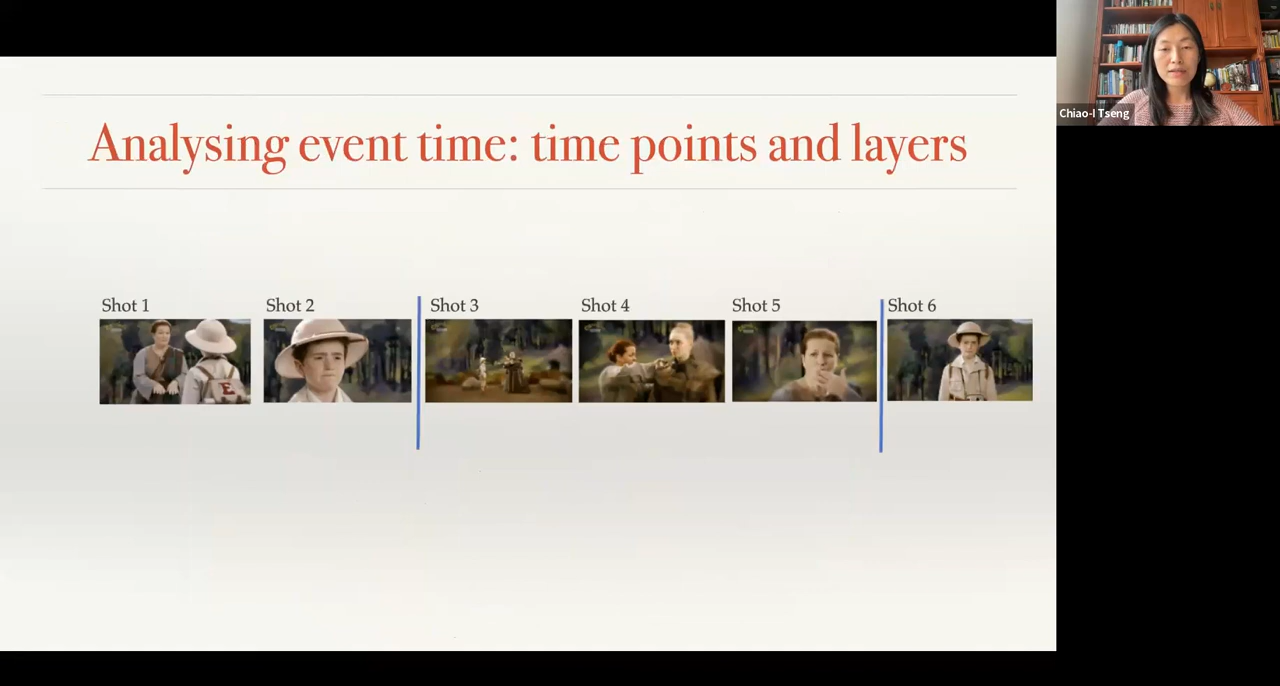 Analysing event time: time points and layers
Shot 1
Shot 2
Shot 3
Shot 4
Shot 5
Shot 6
E
Chiao-I Tseng